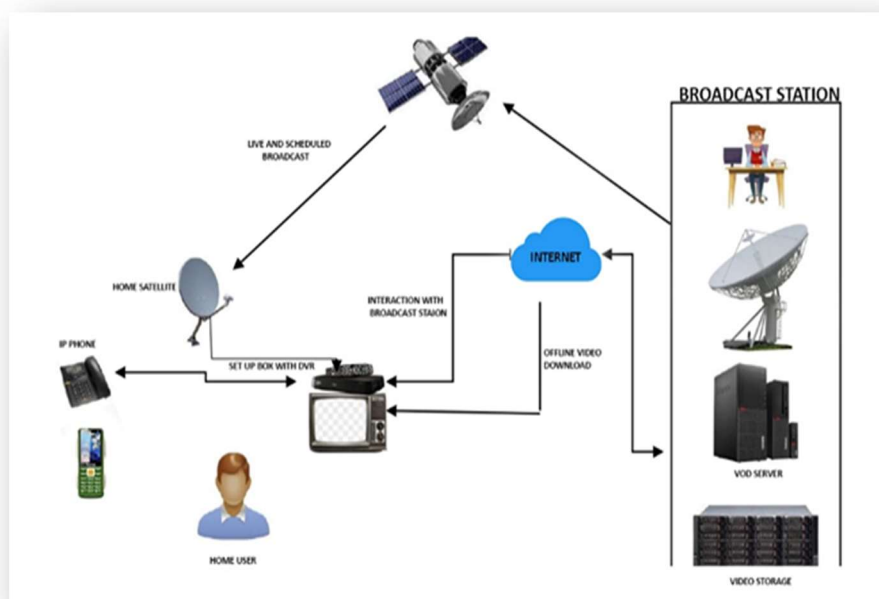 BROADCAST STATION
LIVE AND SCHEDULED
BROADCAST
INTERNET
HOME SATELLITE
INTERACTION WITH
BROADCAST STAION
IP PHONE
SET UP BOX WITH DVR
OFFLINE VIDEO
DOWNLOAD
VOD SERVER
HOME USER
VIDEO STORAGE